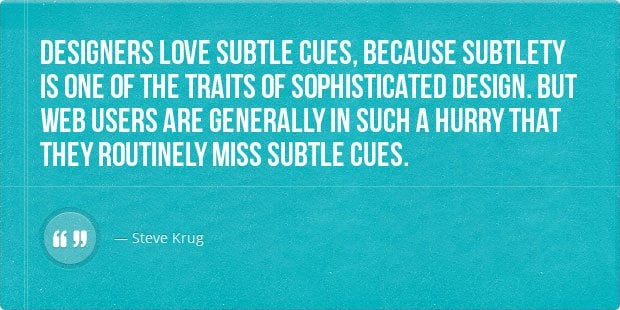 DESIGNERS LOVE SUBTLE CUES, BECAUSE SUBTLETY
IS ONE OF THE TRAITS OF SOPHISTICATED DESIGN. BUT
WEB USERS ARE GENERALLY IN SUCH A HURRY THAT
THEY ROUTINELY MISS SUBTLE CUES.
— Steve Krug